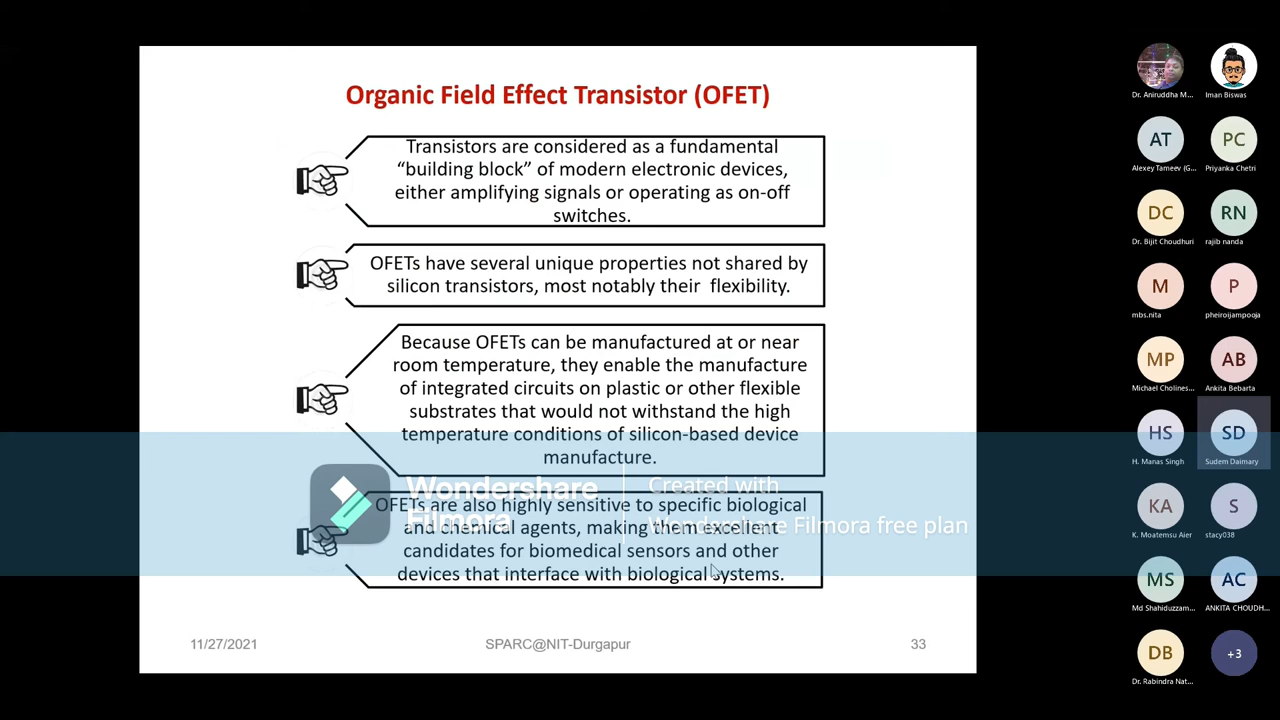 Organic Field Effect Transistor (OFET)
Transistors are considered as a fundamental
“building block” of modern electronic devices,
either amplifying signals or operating as on-off
switches.
OFETs have several unique properties not shared by
silicon transistors, most notably their flexibility.
Because OFETs can be manufactured at or near
room temperature, they enable the manufacture
of integrated circuits on plastic or other flexible
substrates that would not withstand the high
temperature conditions of silicon-based device
manufacture.
OFETs are also highly sensitive to specific biological
and chemical agents, making them excellent
candidates for biomedical sensors and other
devices that interface with biological systems.
11/27/2021
SPARC@NIT-Durgapur
33
Wondershare
Filmora
Created with
Wondershare Filmora free plan
Dr. Aniruddha M...
Iman Biswas
AT
Alexey Tameev (G...
PC
Priyanka Chetri
DC
Dr. Bijit Choudhuri
RN
rajib nanda
M
mbs.nita
P
pheiroijampooja
MP
Michael Cholines...
AB
Ankita Bebarta
HS
H. Manas Singh
SD
Sudem Daimary
KA
K. Moatemsu Aier
S
stacy038
MS
Md Shahiduzzam...
AC
ANKITA CHOUDH...
DB
Dr. Rabindra Nat...
+3